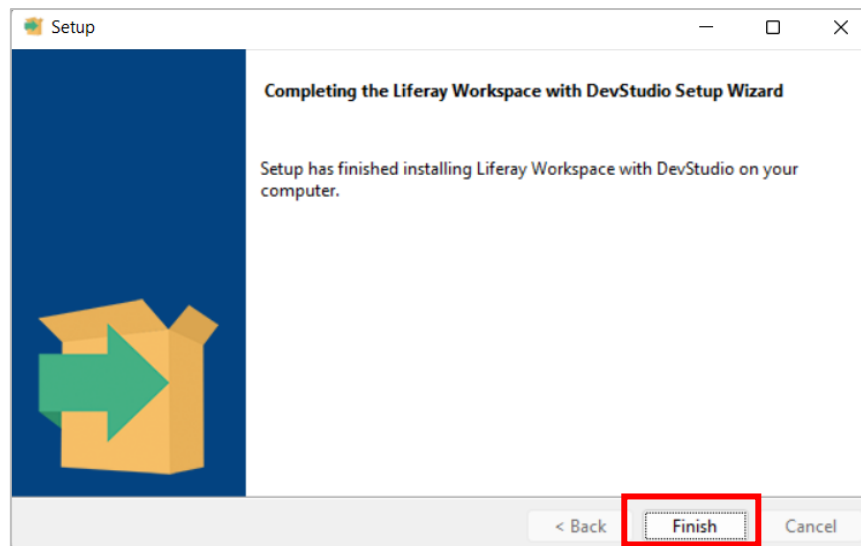 Setup
Completing the Liferay Workspace with DevStudio Setup Wizard
Setup has finished installing Liferay Workspace with DevStudio on your
computer.
< Back Finish Cancel